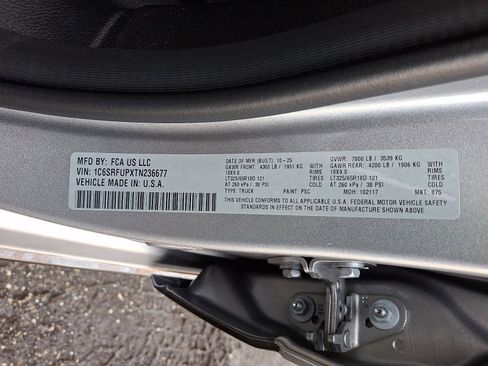 MFD BY: FCA US LLC
VIN: 1C6SRFUPXTN236677
VEHICLE MADE IN U.S.A.
DATE OF MFR (BUILT) 10-25
GAWR FRONT: 4300 LB / 1951 KG WITH
18X9.0 RIMS
LT325/65R18D 121 TIRES
AT 260 kPa / 38 PSI COLD
TYPE: TRUCK PAINT: PSC
GVWR: 7800 LB / 3539 KG
GAWR REAR: 4200 LB / 1906 KG WITH
18X9.0 RIMS
LT325/65R18D 121 TIRES
AT 260 kPa / 38 PSI COLD
MDH: 102117 MKT: 875
THIS VEHICLE CONFORMS TO ALL APPLICABLE U.S.A. FEDERAL MOTOR VEHICLE SAFETY
STANDARDS IN EFFECT ON THE DATE OF MANUFACTURE SHOWN ABOVE.